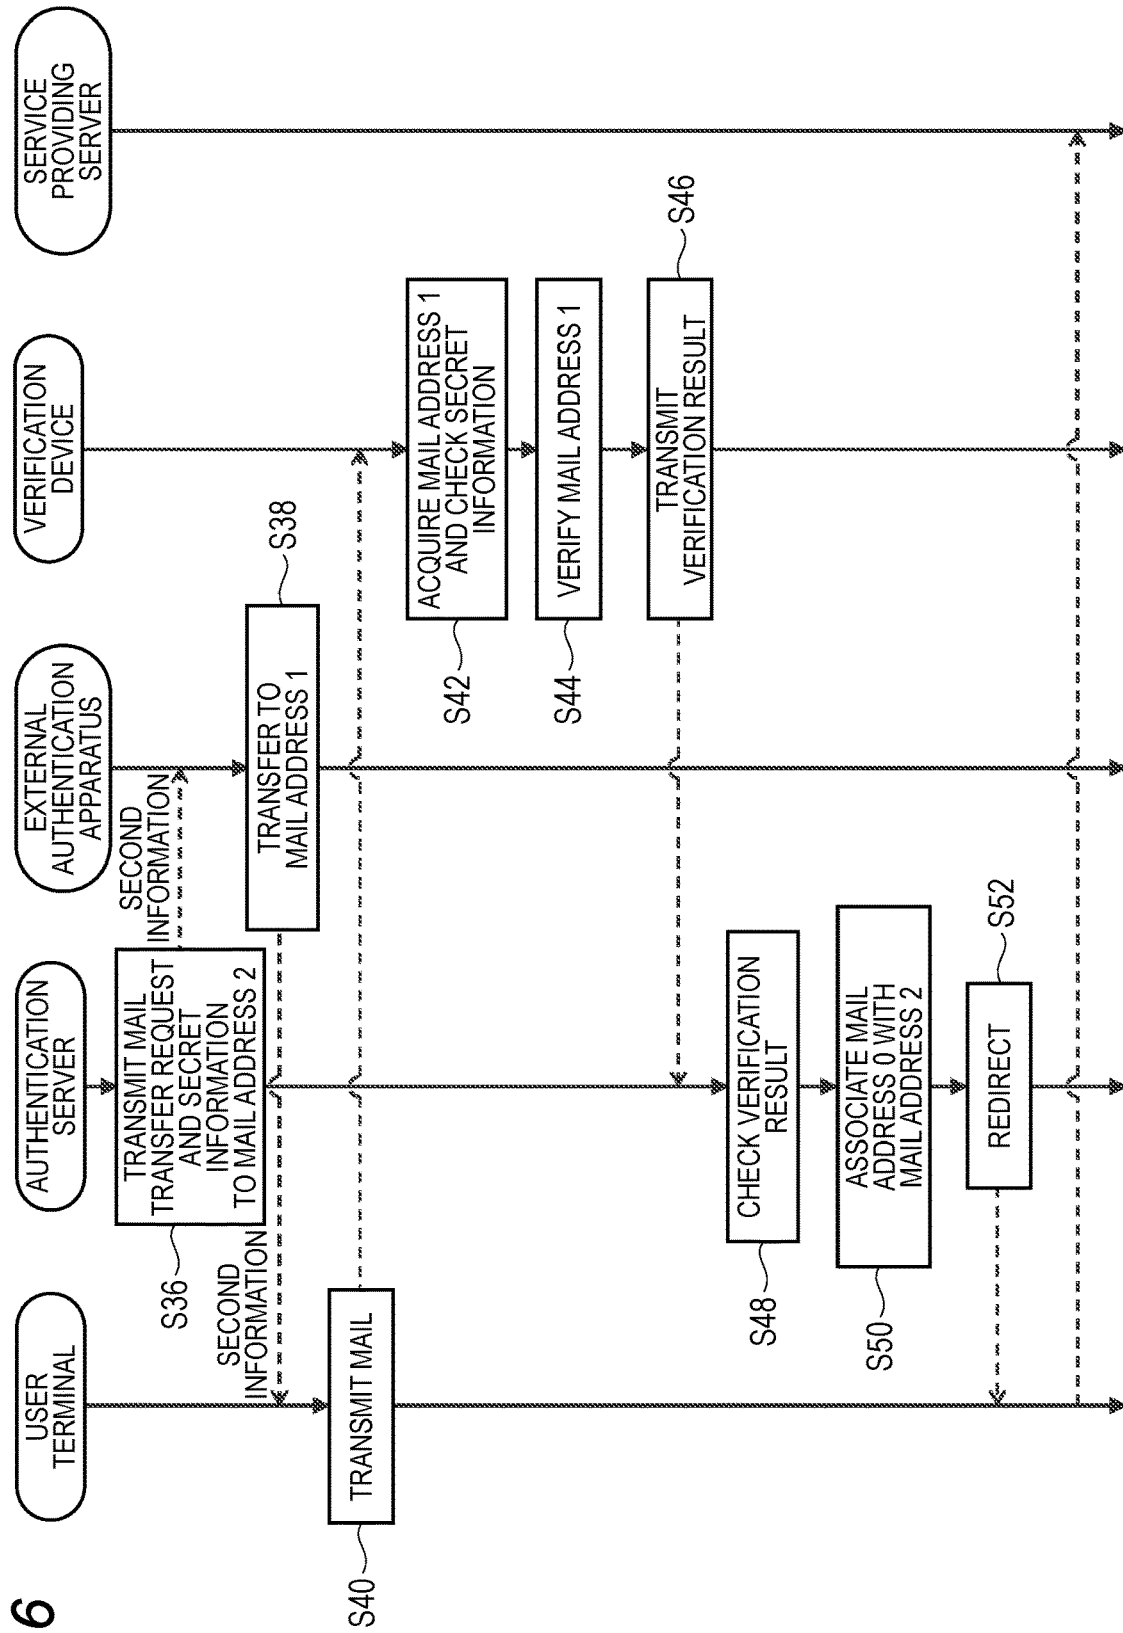 6
USER
TERMINAL
AUTHENTICATION
SERVER
EXTERNAL
AUTHENTICATION
APPARATUS
VERIFICATION
DEVICE
SERVICE
PROVIDING
SERVER
S36
TRANSMIT MAIL
TRANSFER REQUEST
AND SECRET
INFORMATION
TO MAIL ADDRESS 2
SECOND
INFORMATION
TRANSFER TO
MAIL ADDRESS 1
S38
SECOND
INFORMATION
S40
TRANSMIT MAIL
S42
ACQUIRE MAIL ADDRESS 1
AND CHECK SECRET
INFORMATION
S44
VERIFY MAIL ADDRESS 1
TRANSMIT
VERIFICATION RESULT
S46
S48
CHECK VERIFICATION
RESULT
S50
ASSOCIATE MAIL
ADDRESS 0 WITH
MAIL ADDRESS 2
REDIRECT
S52